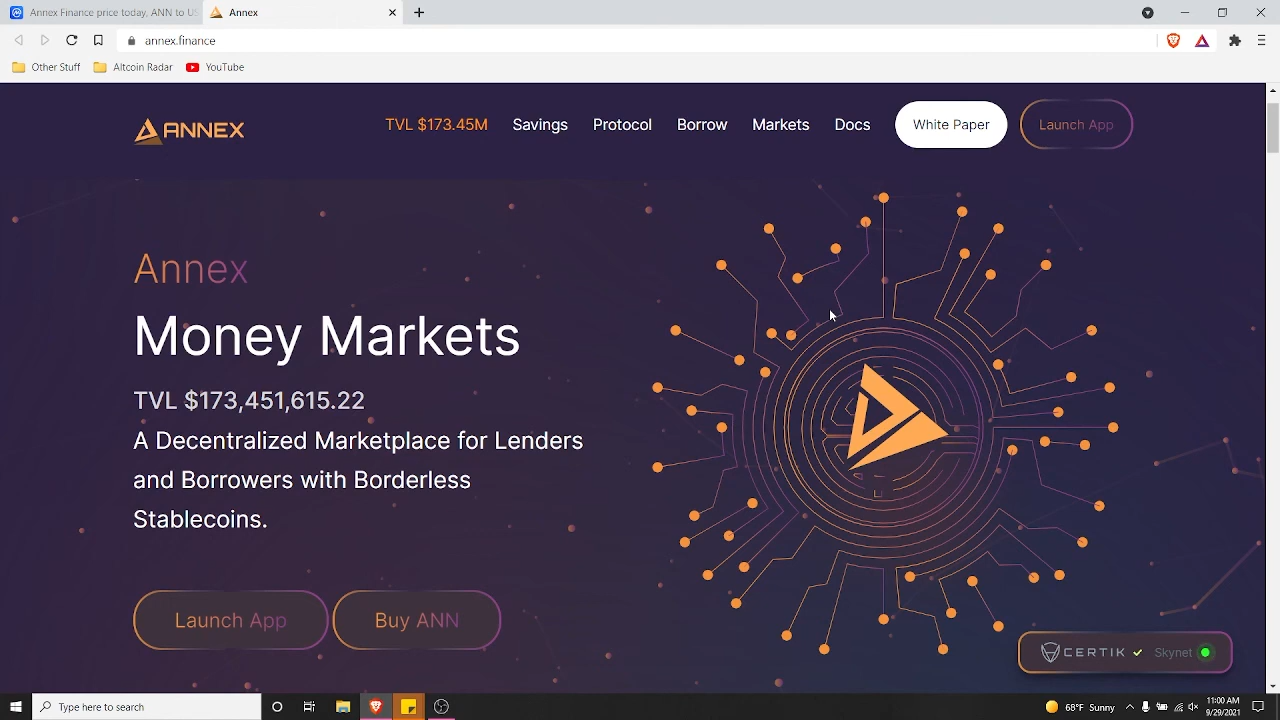 Annex Finance price today, ANN to US
Annex
annex.finance
Other Stuff
Altcoin Radar
YouTube
ANNEX
TVL $173.45M
Savings
Protocol
Borrow
Markets
Docs
White Paper
Launch App
Annex
Money Markets
TVL $173,451,615.22
A Decentralized Marketplace for Lenders
and Borrowers with Borderless
Stablecoins.
Launch App
Buy ANN
CERTIK
Skynet
Type here to search
68°F Sunny
11:00 AM
9/29/2021